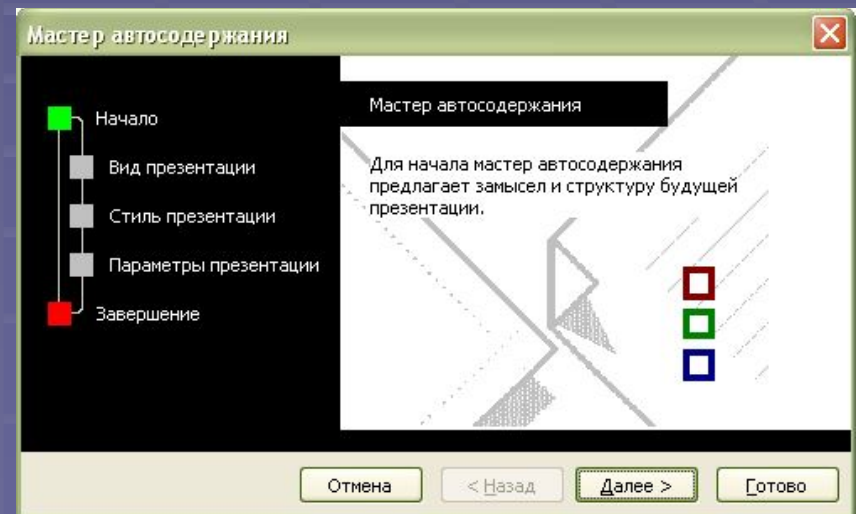 Мастер автосодержания
Начало
Вид презентации
Стиль презентации
Параметры презентации
Завершение
Мастер автосодержания
Для начала мастер автосодержания
предлагает замысел и структуру будущей
презентации.
Отмена
< Назад
Далее >
Готово